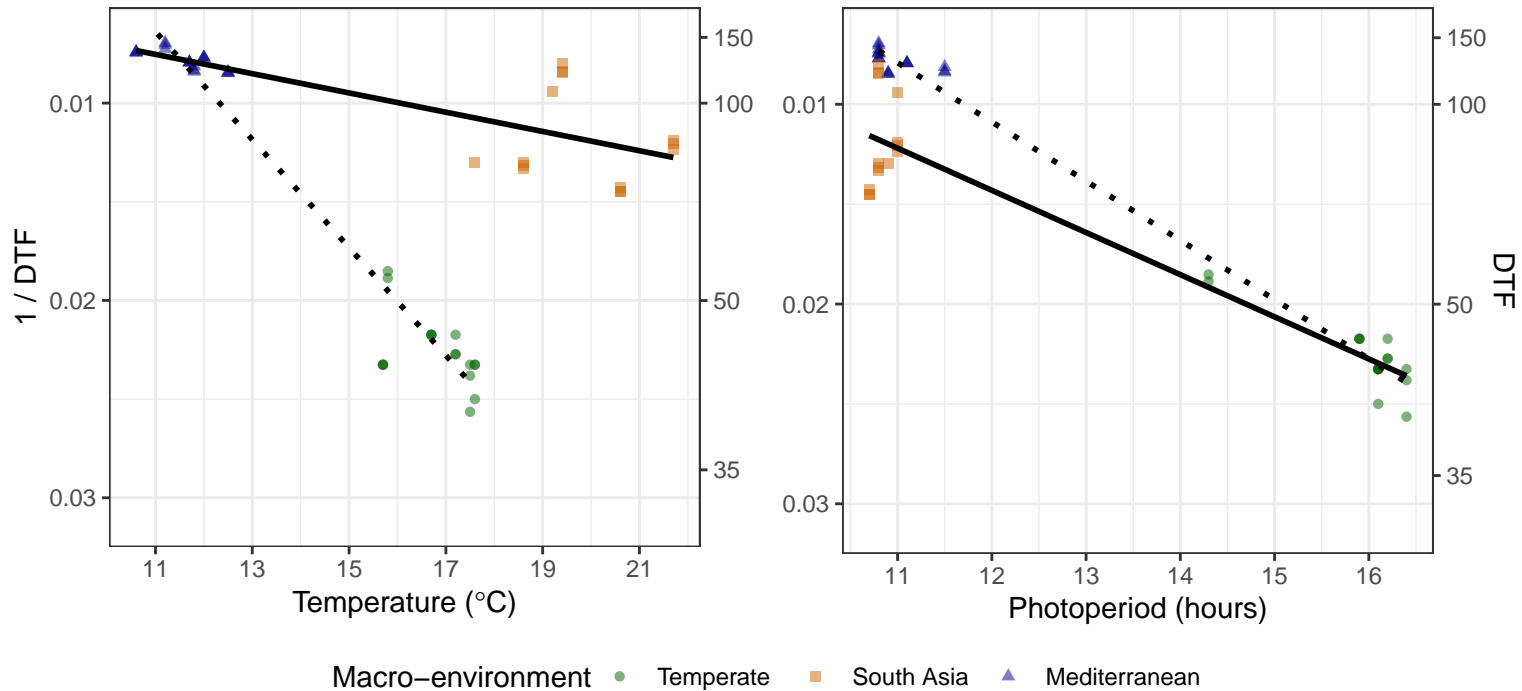 1 / DTF
0.01
0.02
0.03
150
100
50
35
11 13 15 17 19 21
Temperature (°C)
0.01
0.02
0.03
150
100
50
35
DTF
11 12 13 14 15 16
Photoperiod (hours)
Macro−environment Temperate South Asia Mediterranean